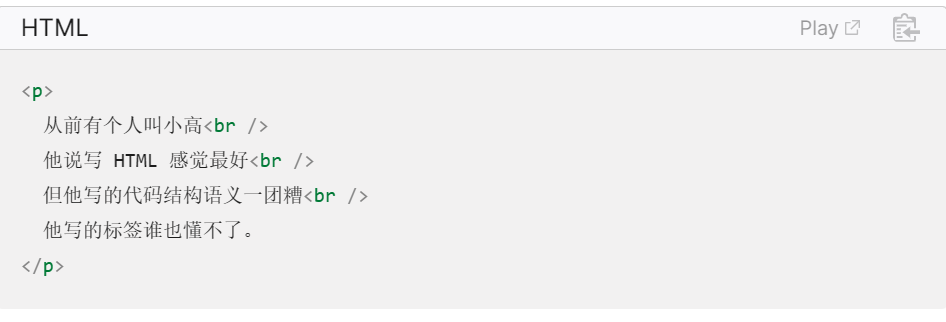 HTML
Play
<p>
从前有个人叫小高<br />
他说写 HTML 感觉最好<br />
但他写的代码结构语义一团糟<br />
他写的标签谁也懂不了。
</p>